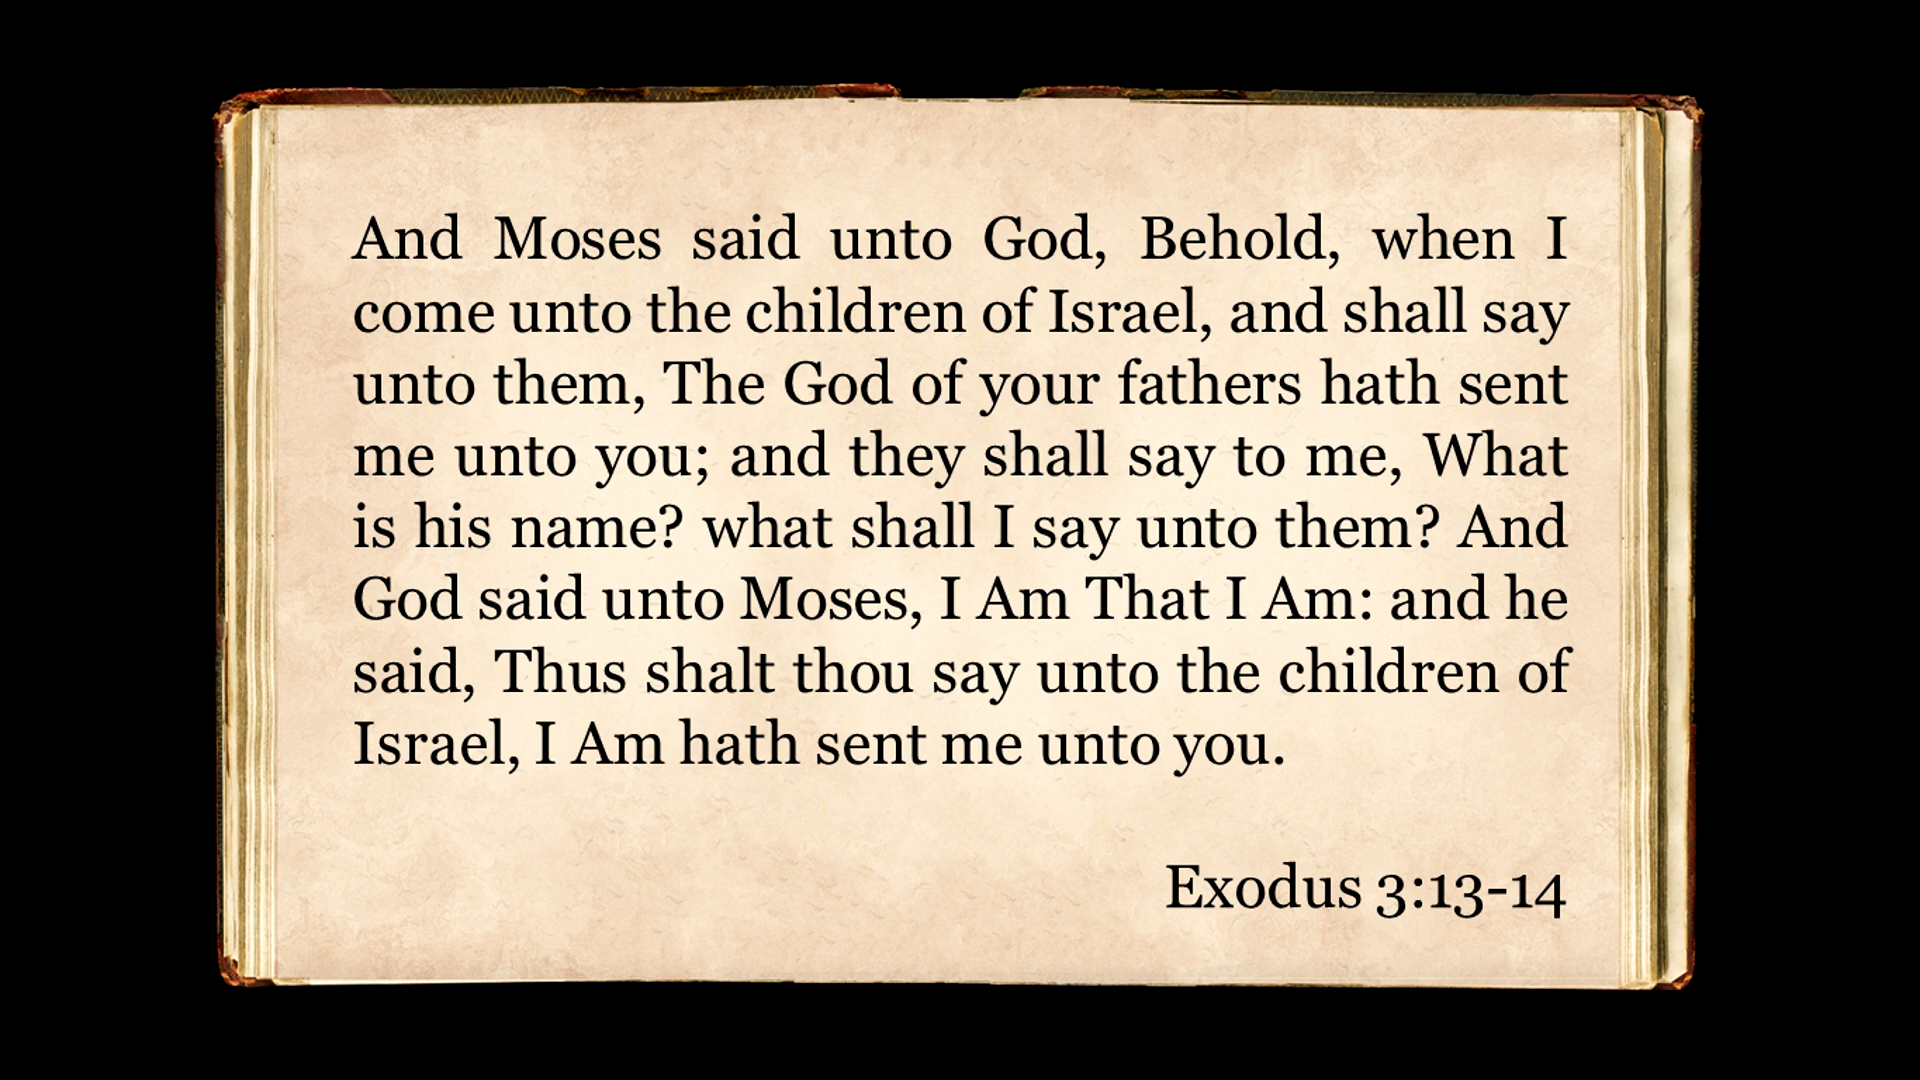 And Moses said unto God, Behold, when I
come unto the children of Israel, and shall say
unto them, The God of your fathers hath sent
me unto you; and they shall say to me, What
is his name? what shall I say unto them? And
God said unto Moses, I Am That I Am: and he
said, Thus shalt thou say unto the children of
Israel, I Am hath sent me unto you.
Exodus 3:13-14